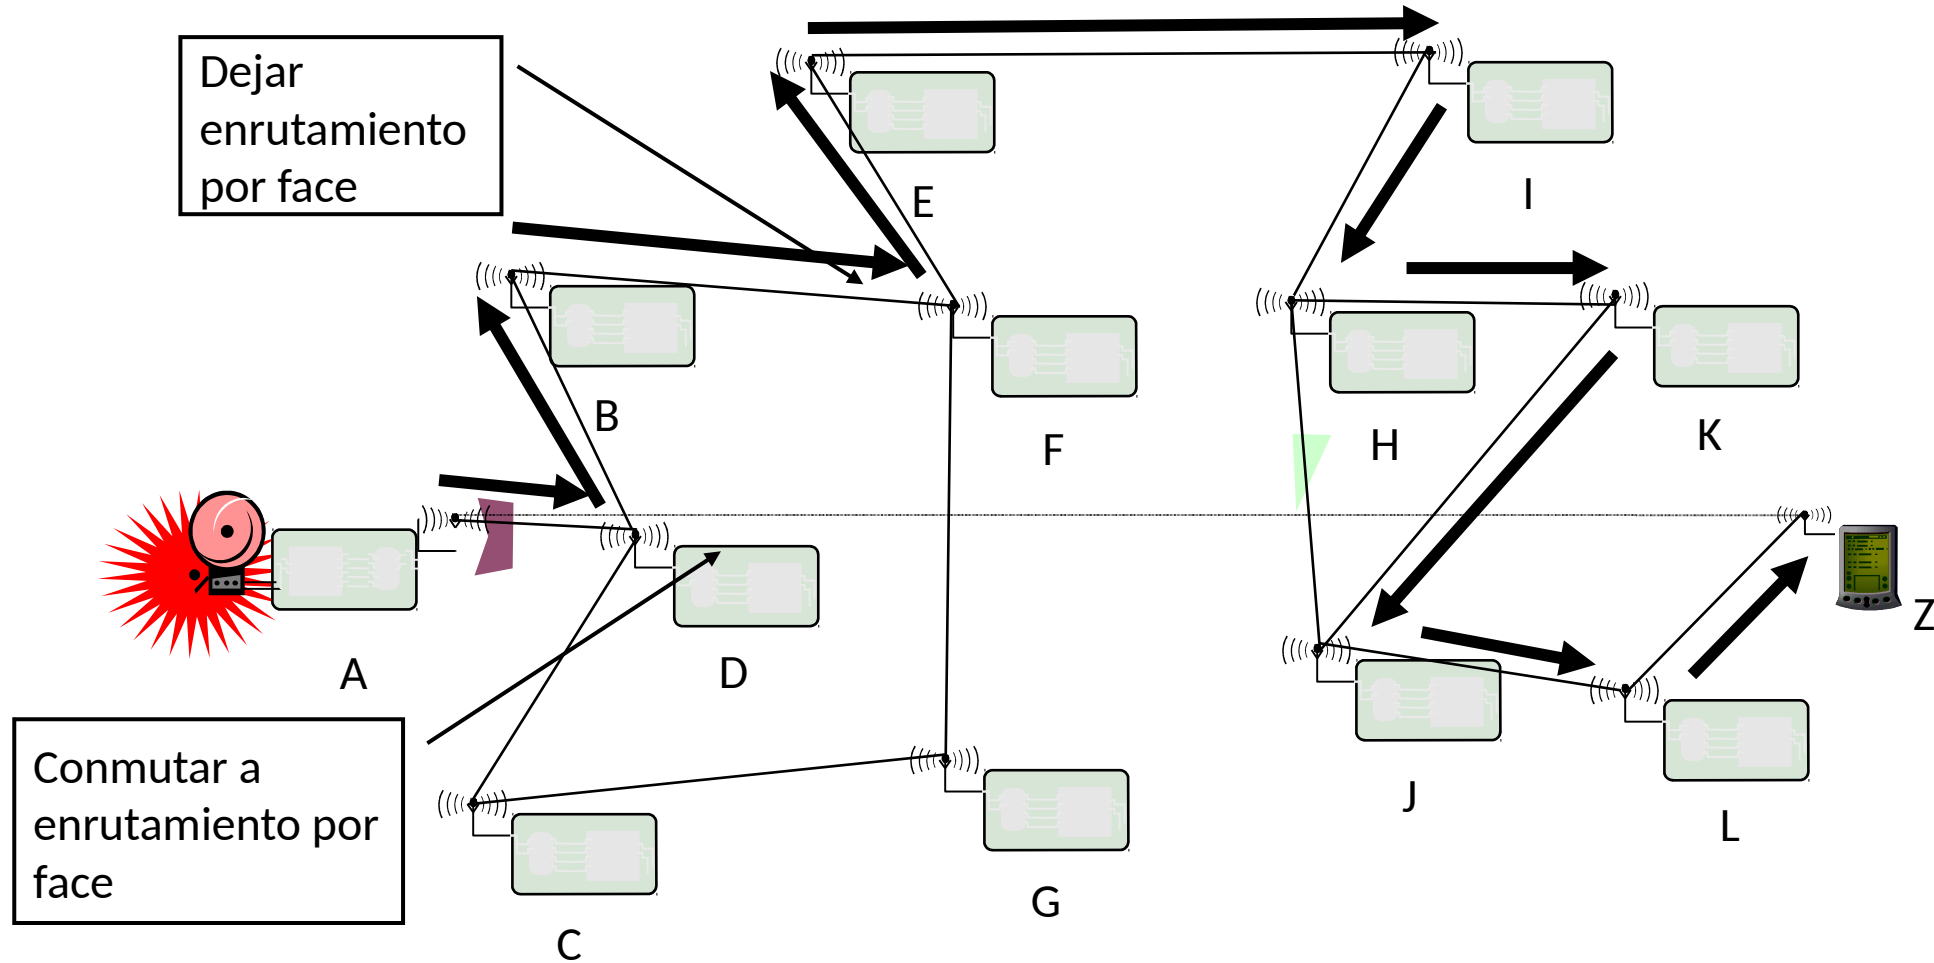 Dejar
enrutamiento
por face
E
I
B
F
H
K
A
D
Z
Conmutar a
enrutamiento por
face
J
L
G
C